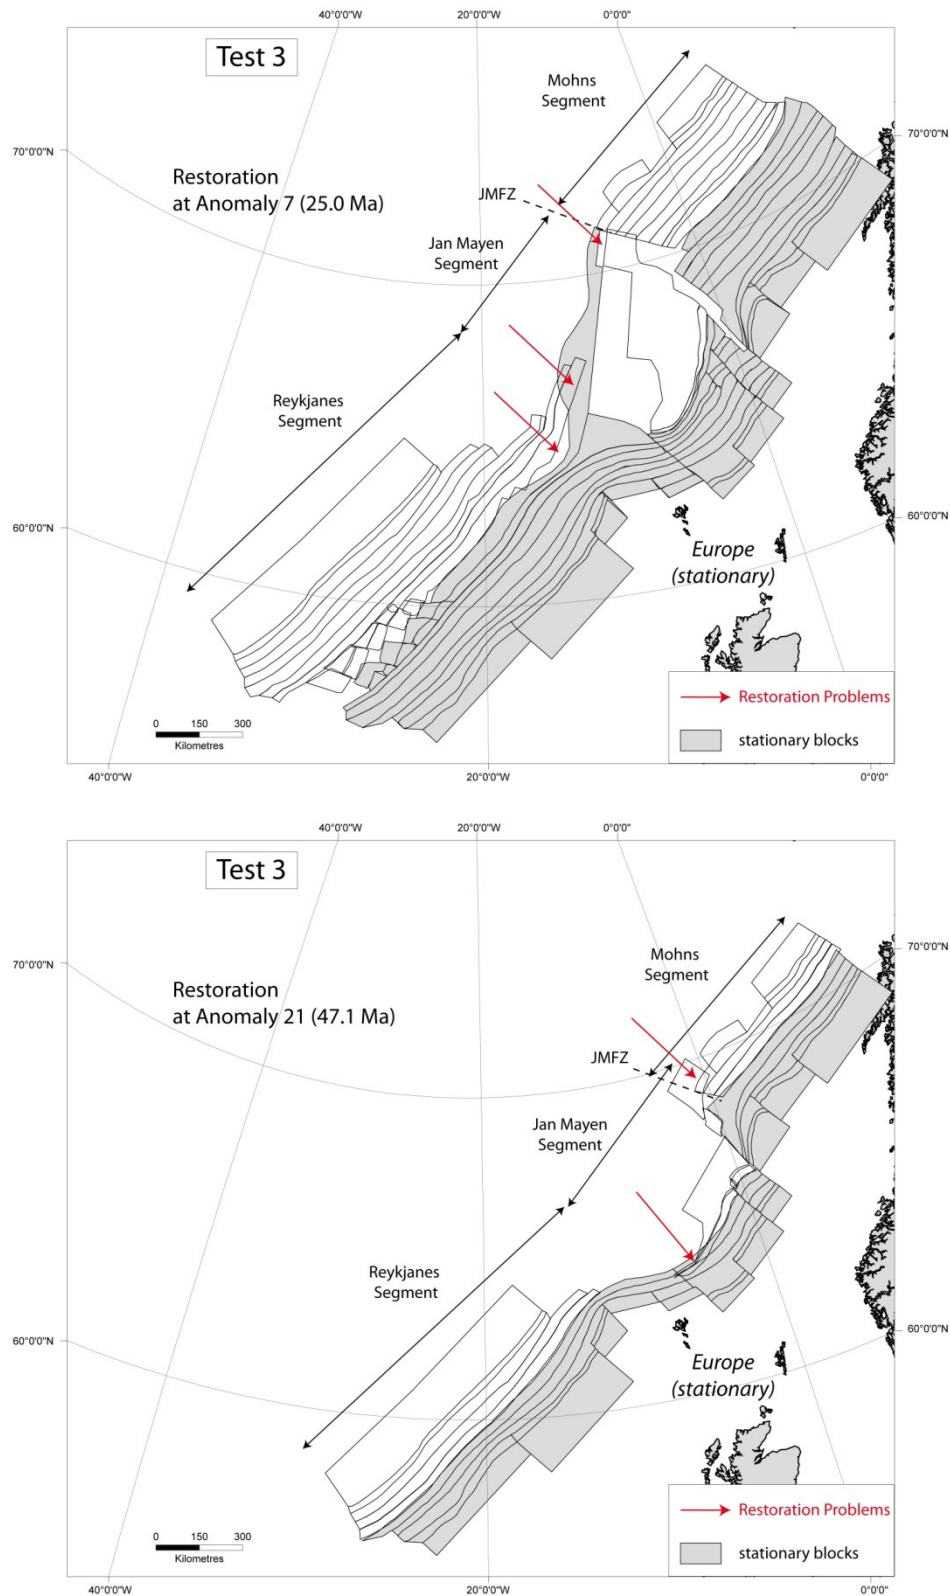 40°0'0"W 20°0'0"W 0°0'0"
Test 3
Mohns
Segment
70°0'0"N 70°0'0"N
Restoration
at Anomaly 7 (25.0 Ma)
JMFZ
Jan Mayen
Segment
Reykjanes
Segment
60°0'0"N 60°0'0"N
Europe
(stationary)
Restoration Problems
0 150 300
Kilometres
stationary blocks
40°0'0"W 20°0'0"W 0°0'0"
40°0'0"W 20°0'0"W 0°0'0"
Test 3
Mohns
Segment
70°0'0"N 70°0'0"N
Restoration
at Anomaly 21 (47.1 Ma)
JMFZ
Jan Mayen
Segment
Reykjanes
Segment
60°0'0"N 60°0'0"N
Europe
(stationary)
Restoration Problems
0 150 300
Kilometres
stationary blocks
40°0'0"W 20°0'0"W 0°0'0"